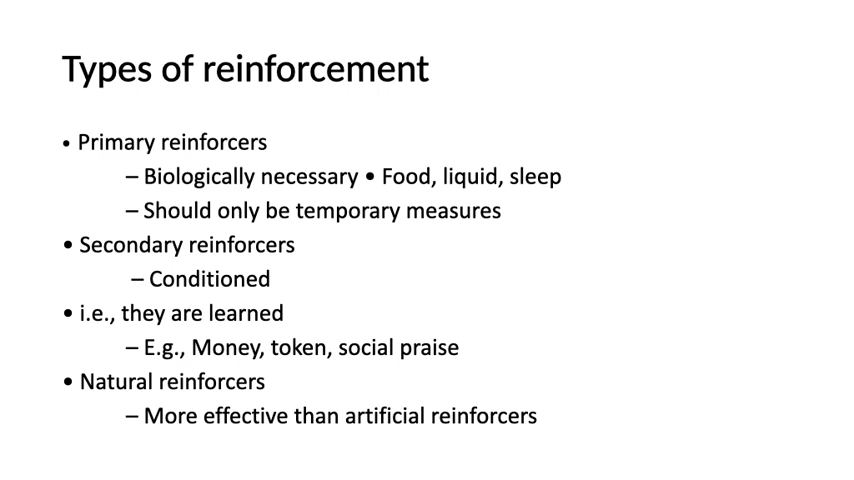 Types of reinforcement
• Primary reinforcers
– Biologically necessary • Food, liquid, sleep
– Should only be temporary measures
• Secondary reinforcers
– Conditioned
• i.e., they are learned
– E.g., Money, token, social praise
• Natural reinforcers
– More effective than artificial reinforcers